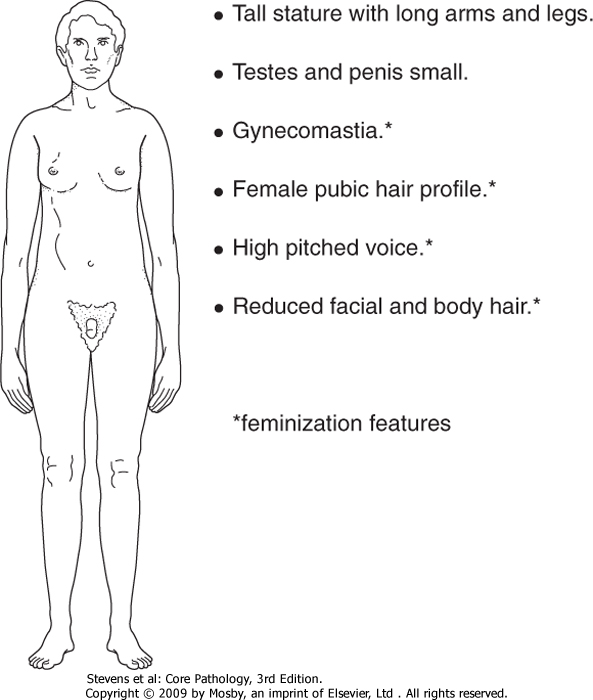 • Tall stature with long arms and legs.
• Testes and penis small.
• Gynecomastia.*
• Female pubic hair profile.*
• High pitched voice.*
• Reduced facial and body hair.*
*feminization features
Stevens et al: Core Pathology, 3rd Edition.
Copyright © 2009 by Mosby, an imprint of Elsevier, Ltd . All rights reserved.